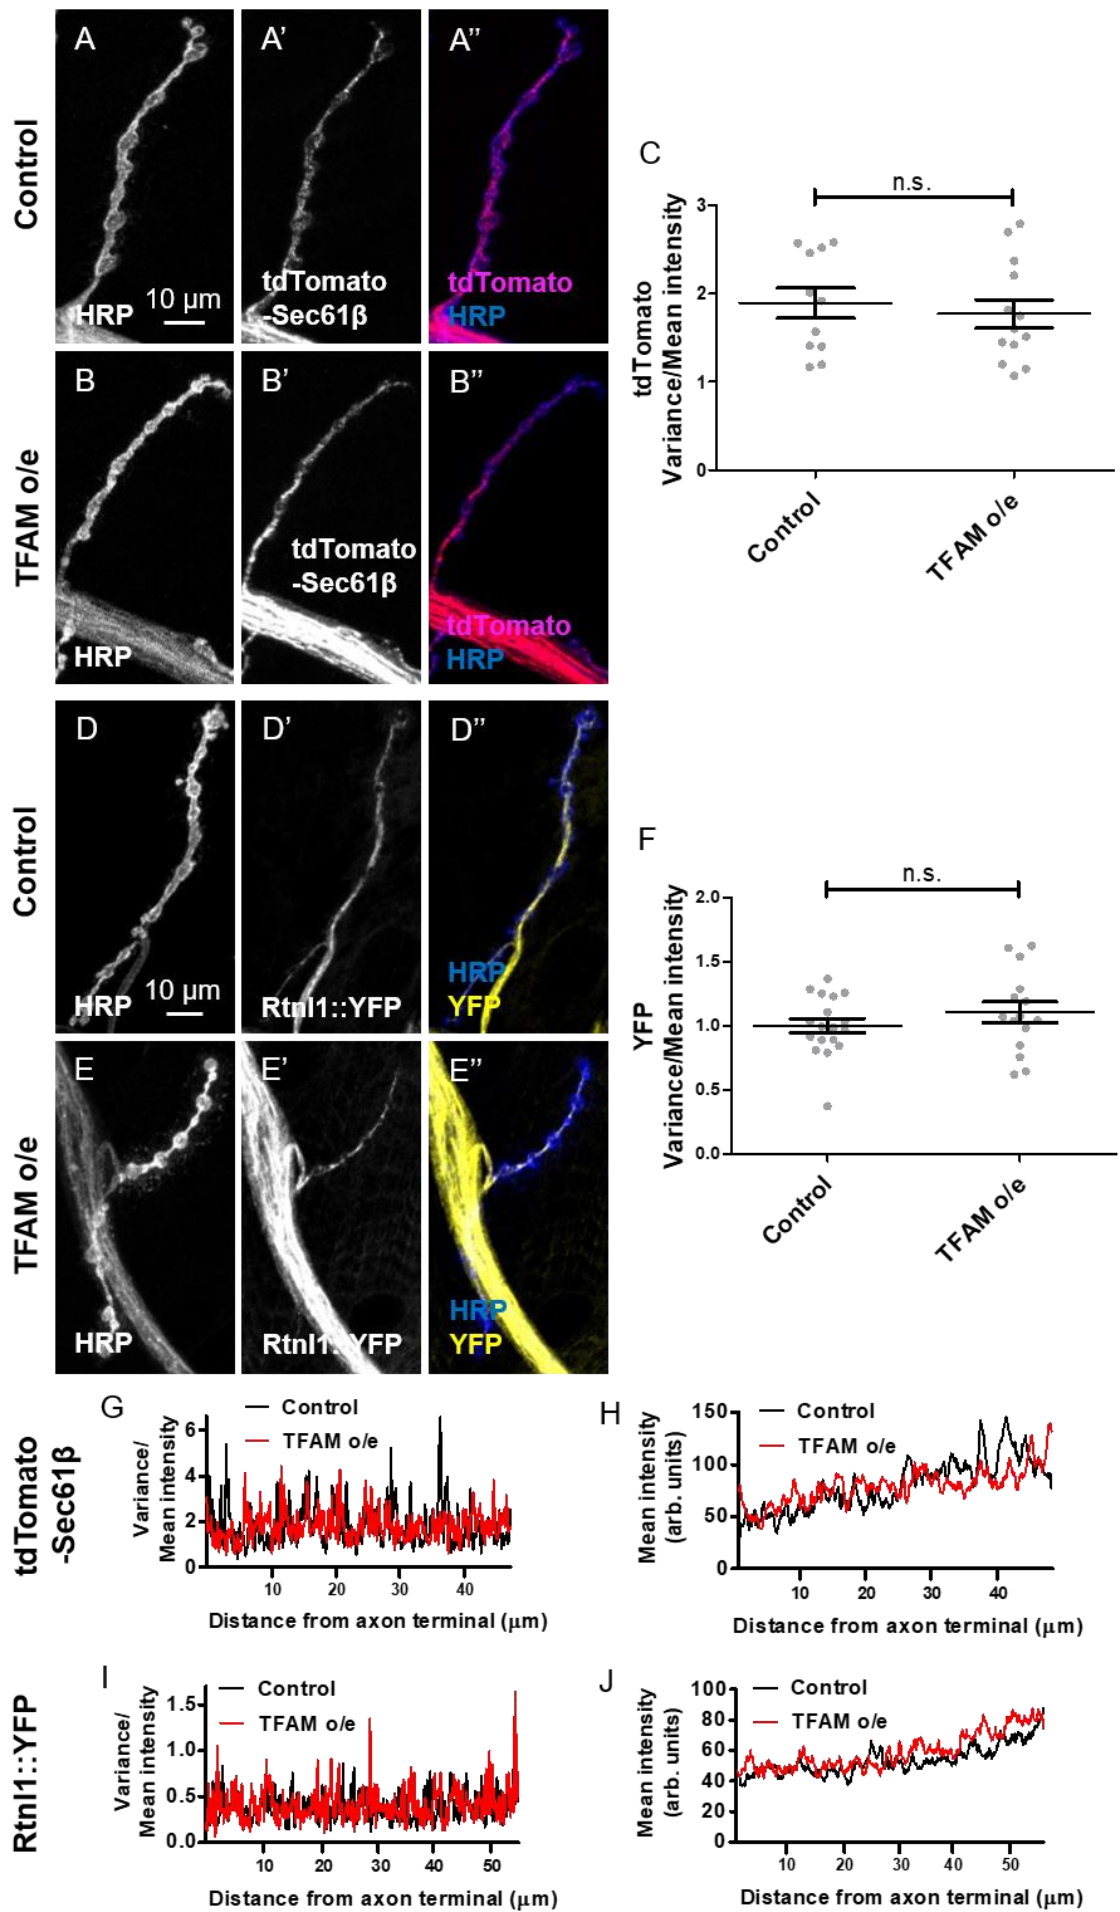 Control
A
HRP
10 µm
A'
tdTomato
-Sec61β
A''
tdTomato
HRP
TFAM o/e
B
HRP
B'
tdTomato
-Sec61β
B''
tdTomato
HRP
C
tdTomato
Variance/Mean intensity
n.s.
3
2
1
0
Control
TFAM o/e
Control
D
HRP
10 µm
D'
Rtnl1::YFP
D''
HRP
YFP
TFAM o/e
E
HRP
E'
Rtnl1::YFP
E''
HRP
YFP
F
YFP
Variance/Mean intensity
n.s.
2.0
1.5
1.0
0.5
0.0
Control
TFAM o/e
tdTomato
-Sec61β
G
Variance/
Mean intensity
Control
TFAM o/e
6
4
2
0
10 20 30 40
Distance from axon terminal (µm)
H
Mean intensity
(arb. units)
Control
TFAM o/e
150
100
50
0
10 20 30 40
Distance from axon terminal (µm)
Rtnl1::YFP
I
Variance/
Mean intensity
Control
TFAM o/e
1.5
1.0
0.5
0.0
10 20 30 40 50
Distance from axon terminal (µm)
J
Mean intensity
(arb. units)
Control
TFAM o/e
100
80
60
40
20
0
10 20 30 40 50
Distance from axon terminal (µm)